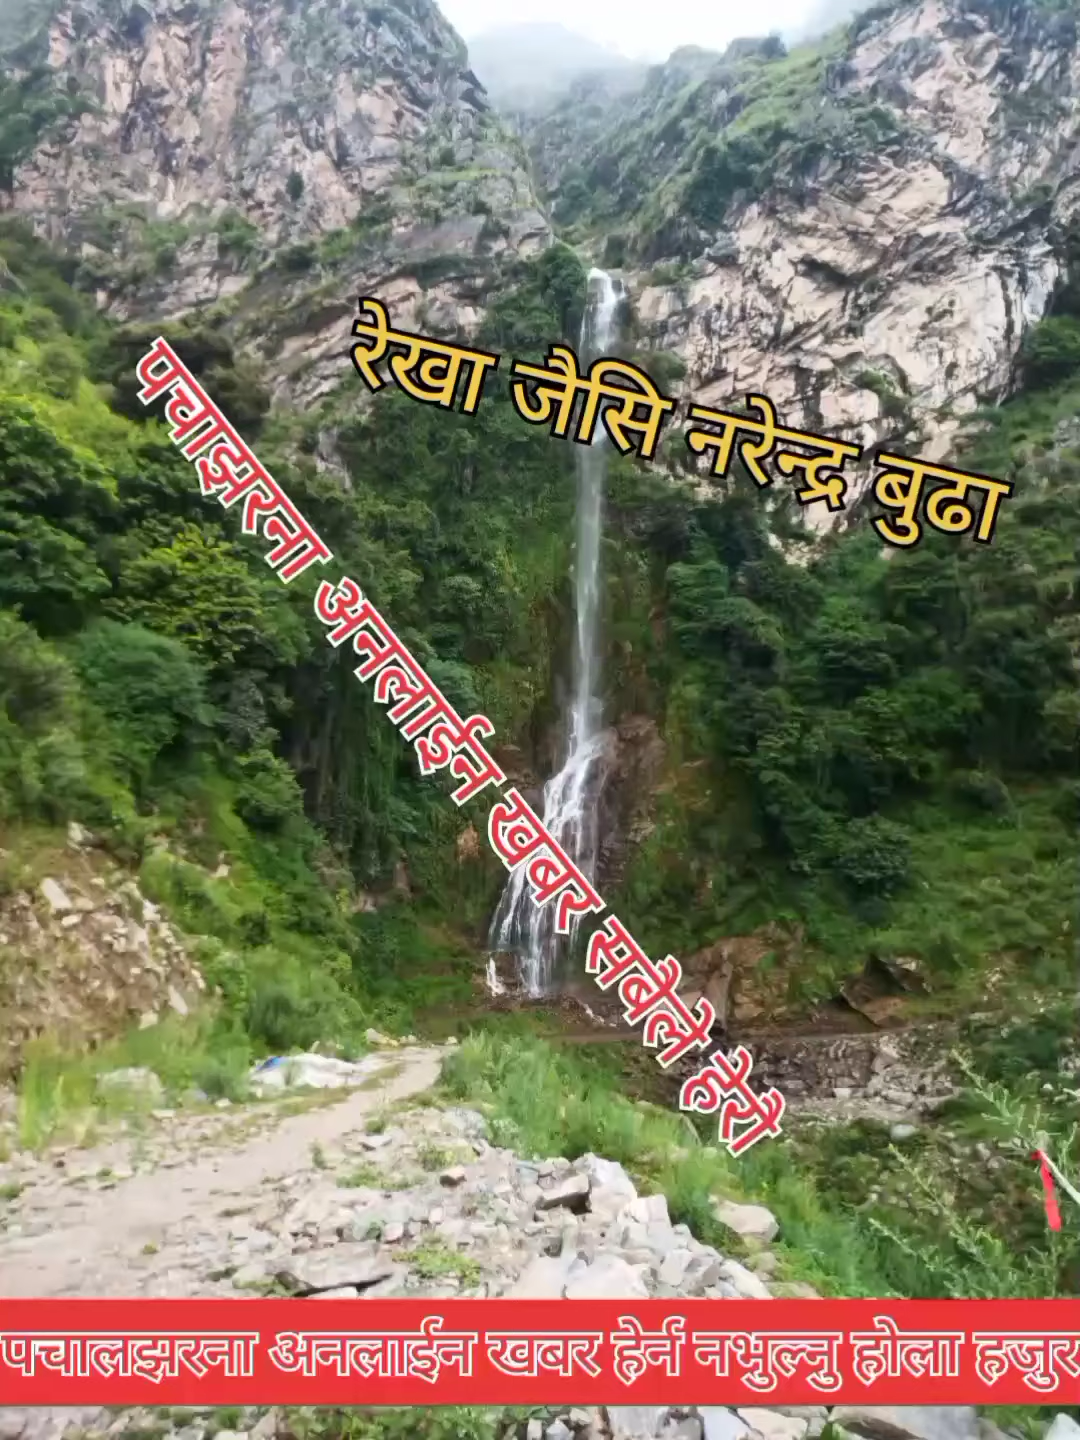 रेखा जैसि नरेन्द्र बुढा
पचाझरना अनलाईन खबर सबैले हेरौ
पचालझरना अनलाईन खबर हेर्न नभुल्नु होला हजुर